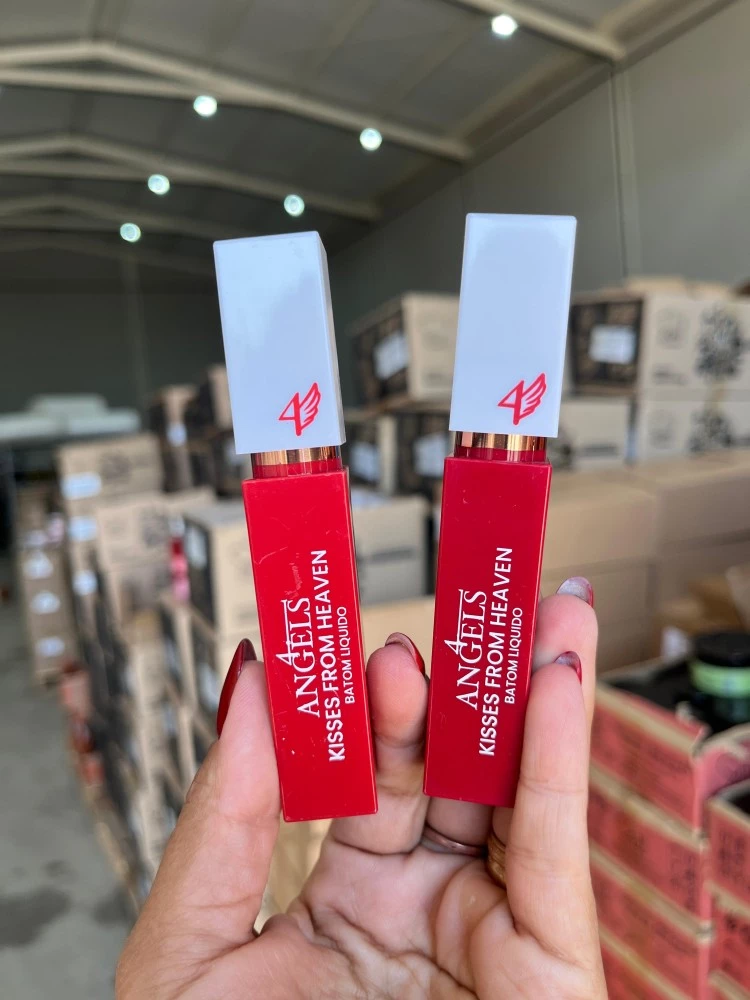 4
ANGELS
KISSES FROM HEAVEN
BATOM LIQUIDO
4
ANGELS
KISSES FROM HEAVEN
BATOM LIQUIDO